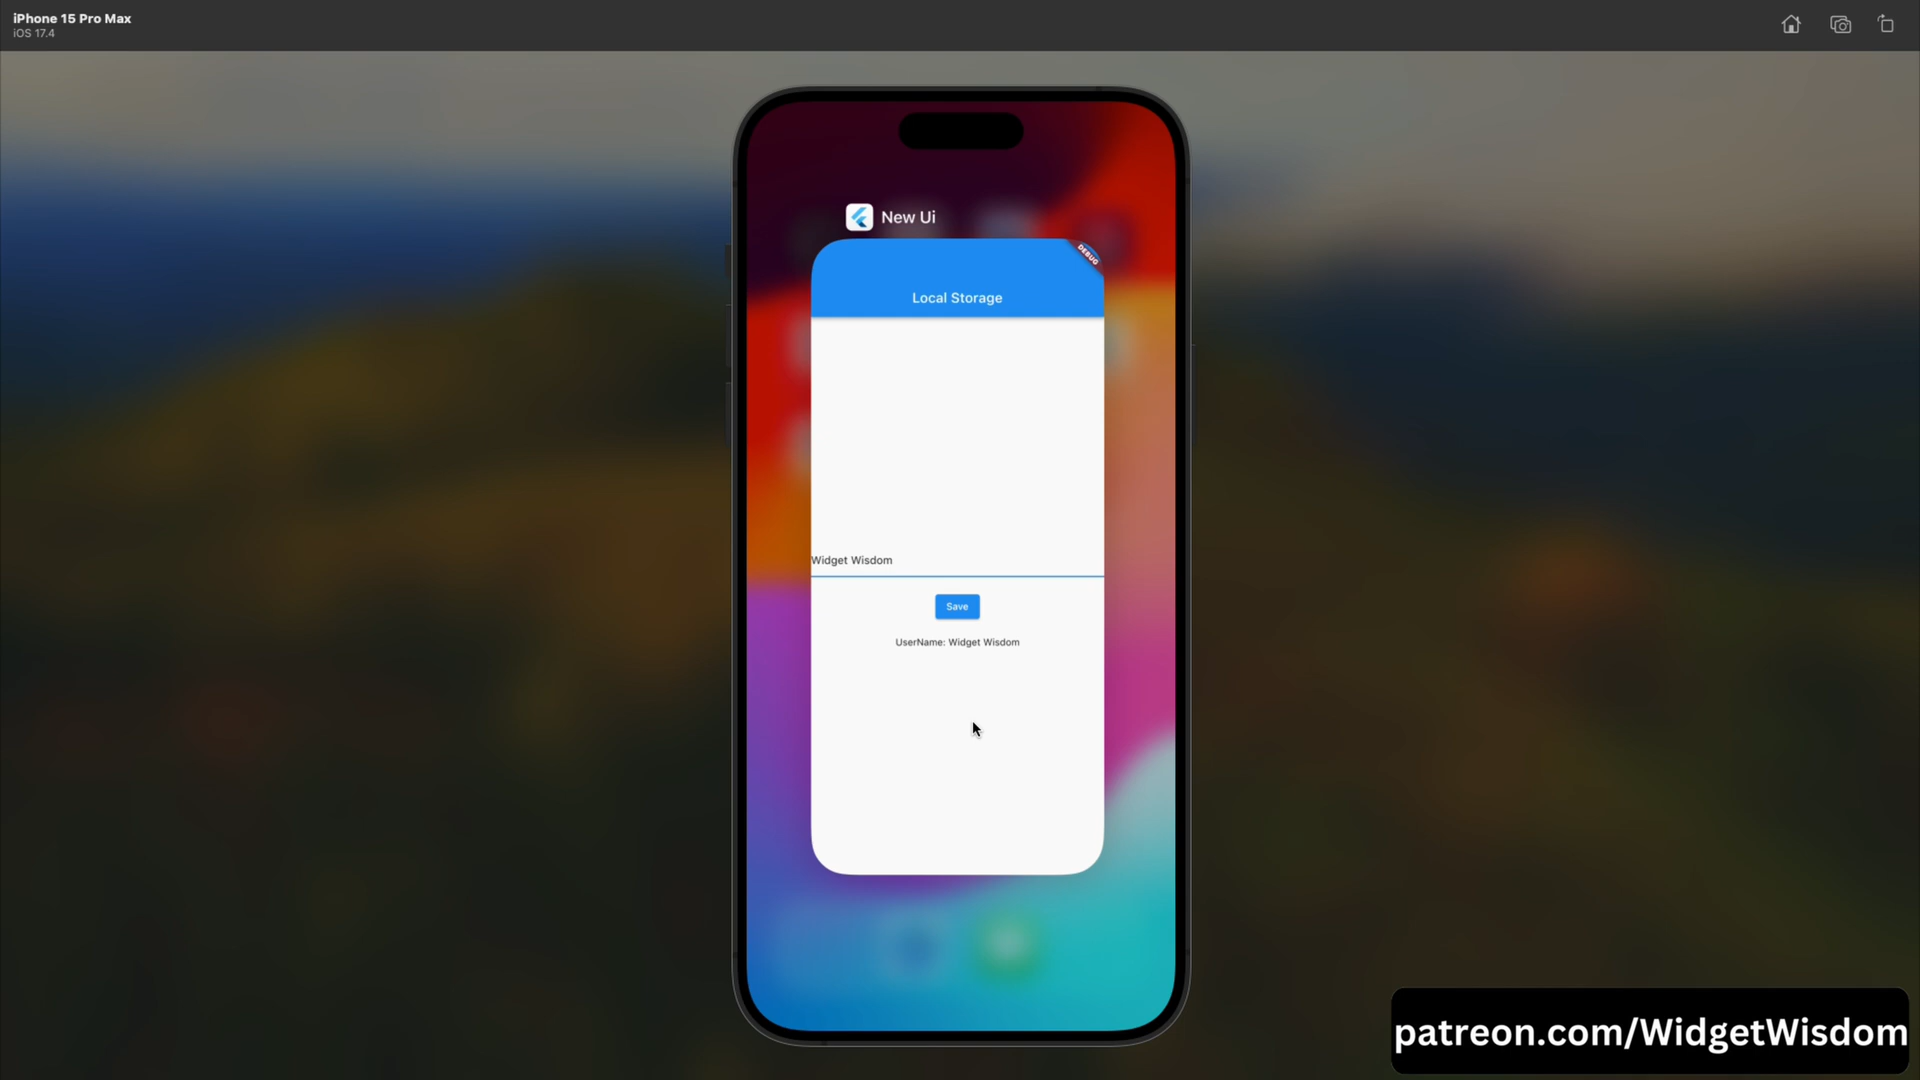 iPhone 15 Pro Max
iOS 17.4
New Ui
DEBUG
Local Storage
Widget Wisdom
Save
UserName: Widget Wisdom
patreon.com/WidgetWisdom